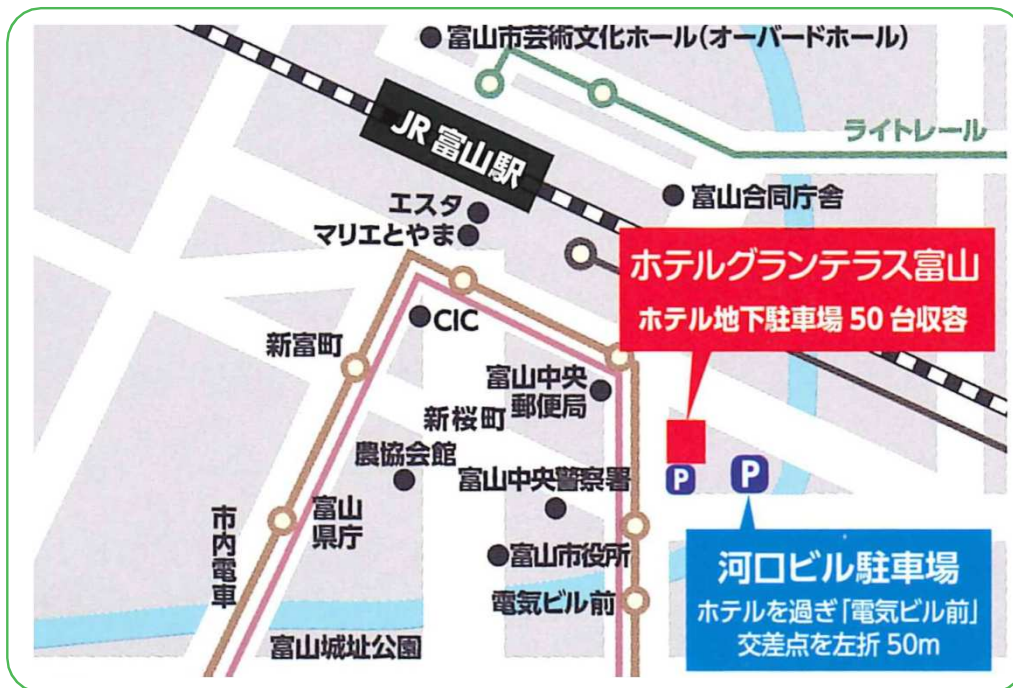 富山市芸術文化ホール(オーバードホール)
JR 富山駅
ライトレール
富山合同庁舎
エスタ
マリエとやま
ホテルグランテラス富山
ホテル地下駐車場 50 台収容
CIC
新富町
富山中央
郵便局
新桜町
農協会館
富山中央警察署
P
P
富山
県庁
市内電車
富山市役所
河口ビル駐車場
電気ビル前
ホテルを過ぎ「電気ビル前」
交差点を左折 50m
富山城址公園